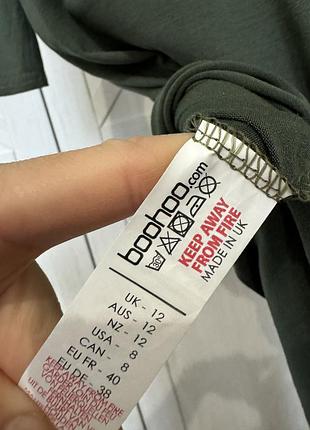 boohoo.com
KEEP AWAY
FROM FIRE
MADE IN UK
UK - 12
AUS - 12
NZ - 12
USA - 8
CAN - 8
EU FR - 40
EU DE - 38